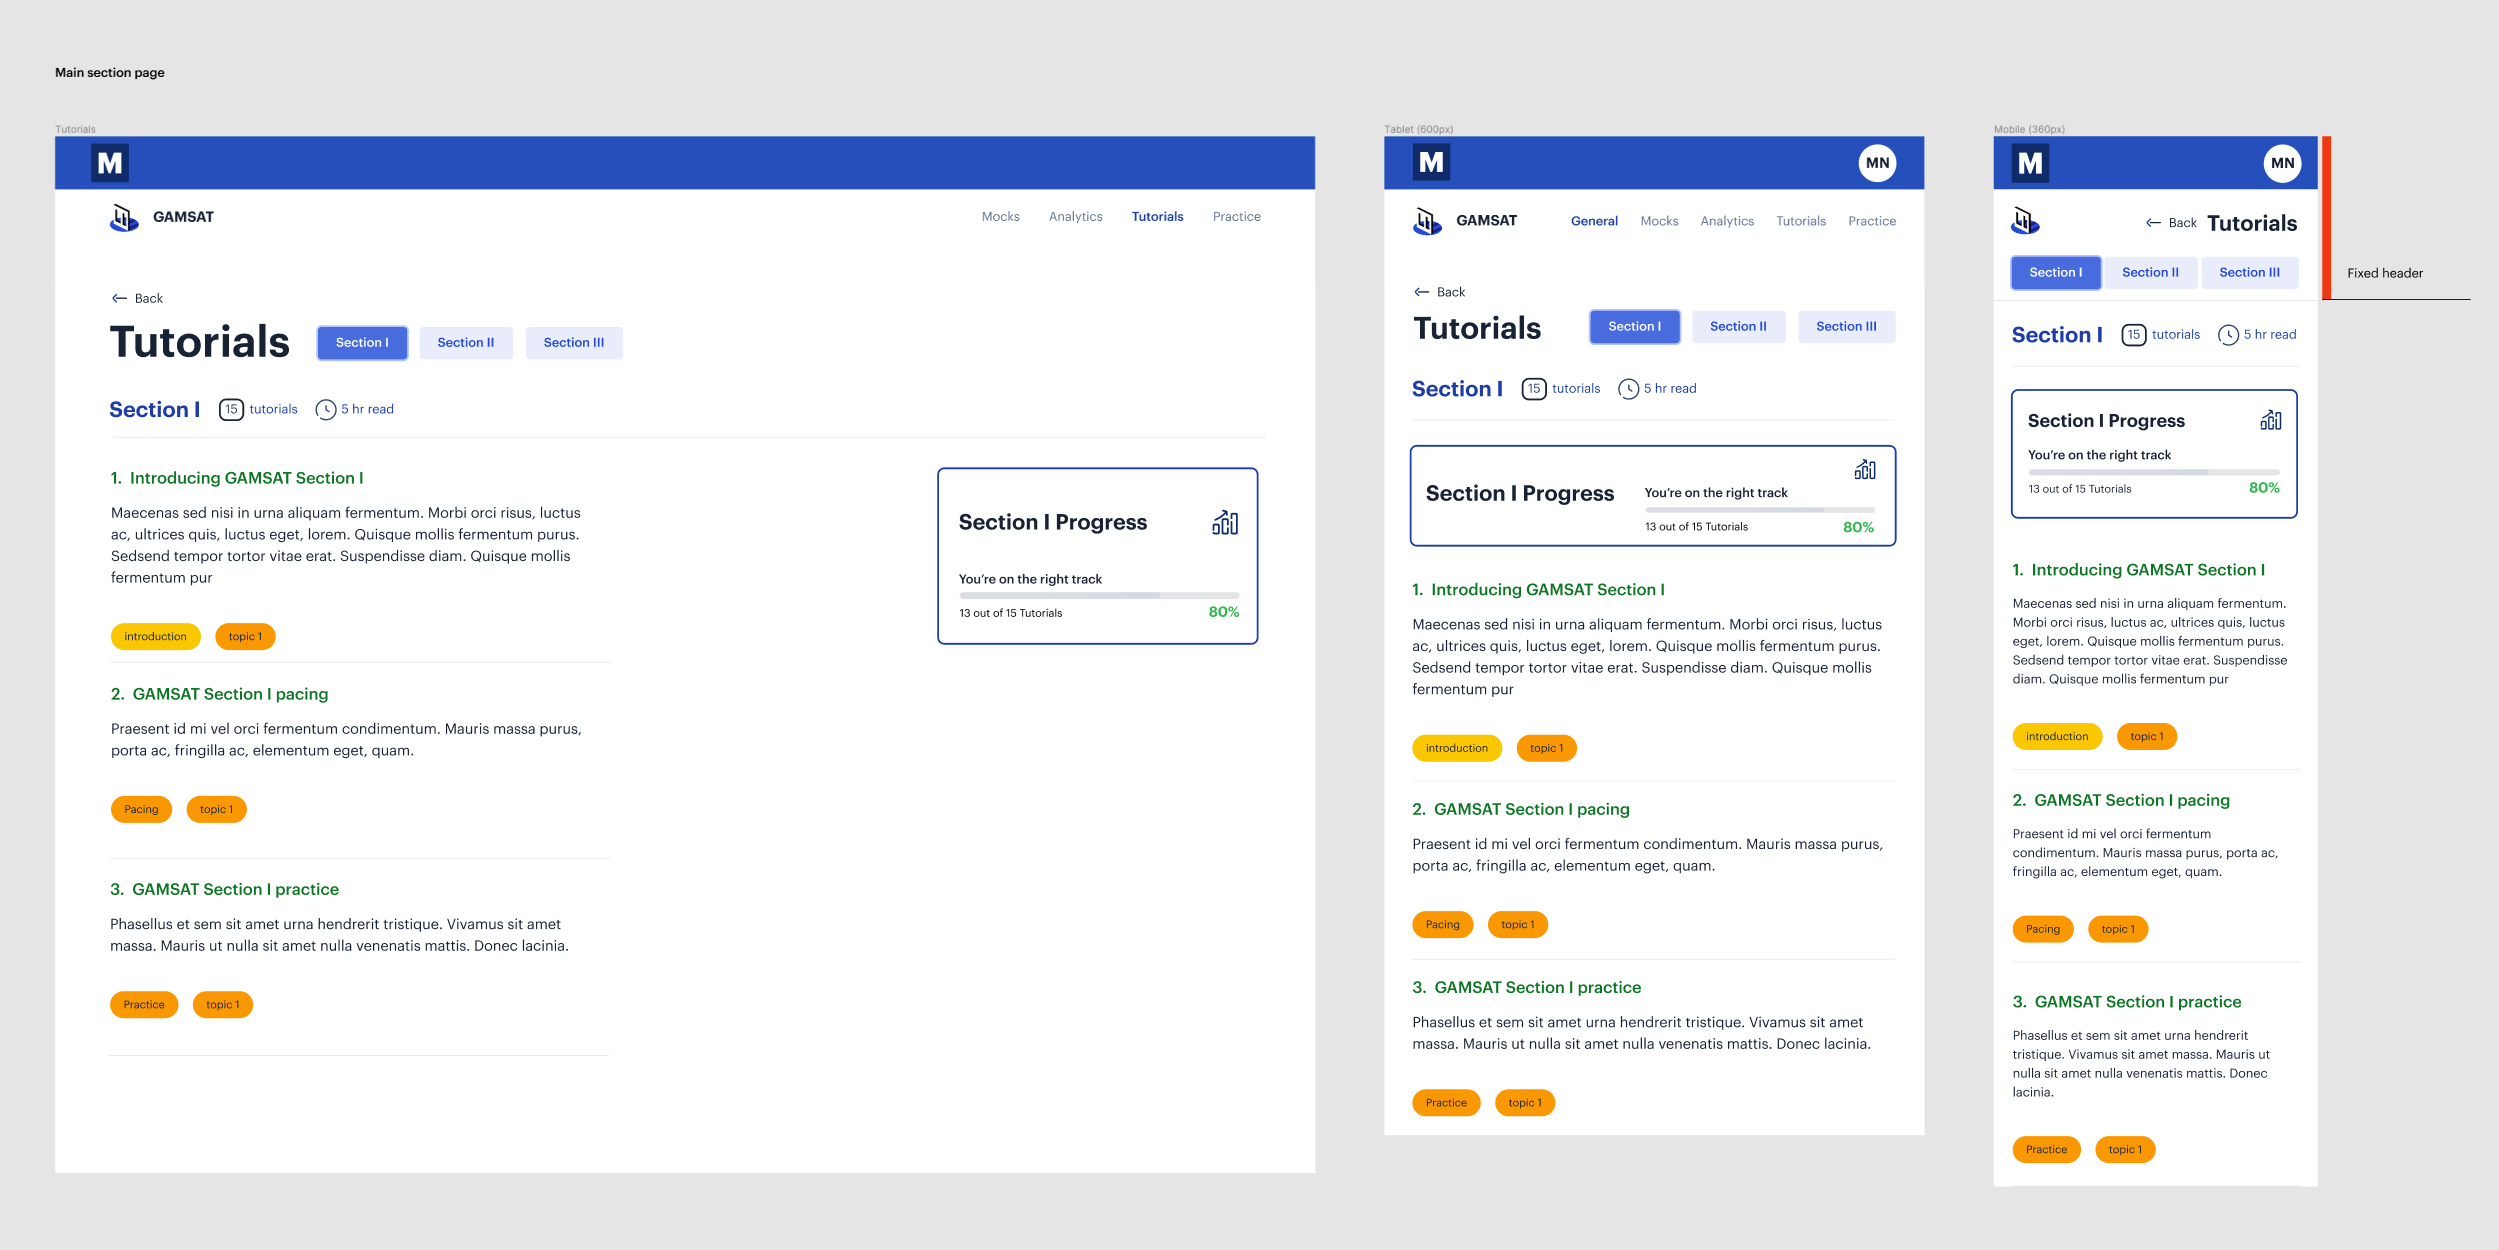 Main section page
Tutorials
M
GAMSAT
Mocks Analytics Tutorials Practice
Back
Tutorials Section I Section II Section III
Section I 15 tutorials 5 hr read
1. Introducing GAMSAT Section I
Maecenas sed nisi in urna aliquam fermentum. Morbi orci risus, luctus
ac, ultrices quis, luctus eget, lorem. Quisque mollis fermentum purus.
Sedsend tempor tortor vitae erat. Suspendisse diam. Quisque mollis
fermentum pur
introduction topic 1
2. GAMSAT Section I pacing
Praesent id mi vel orci fermentum condimentum. Mauris massa purus,
porta ac, fringilla ac, elementum eget, quam.
Pacing topic 1
3. GAMSAT Section I practice
Phasellus et sem sit amet urna hendrerit tristique. Vivamus sit amet
massa. Mauris ut nulla sit amet nulla venenatis mattis. Donec lacinia.
Practice topic 1
Section I Progress
You're on the right track
13 out of 15 Tutorials 80%
Tablet (600px)
M MN
GAMSAT General Mocks Analytics Tutorials Practice
Back
Tutorials Section I Section II Section III
Section I 15 tutorials 5 hr read
Section I Progress
You're on the right track
13 out of 15 Tutorials 80%
1. Introducing GAMSAT Section I
Maecenas sed nisi in urna aliquam fermentum. Morbi orci risus, luctus
ac, ultrices quis, luctus eget, lorem. Quisque mollis fermentum purus.
Sedsend tempor tortor vitae erat. Suspendisse diam. Quisque mollis
fermentum pur
introduction topic 1
2. GAMSAT Section I pacing
Praesent id mi vel orci fermentum condimentum. Mauris massa purus,
porta ac, fringilla ac, elementum eget, quam.
Pacing topic 1
3. GAMSAT Section I practice
Phasellus et sem sit amet urna hendrerit tristique. Vivamus sit amet
massa. Mauris ut nulla sit amet nulla venenatis mattis. Donec lacinia.
Practice topic 1
Mobile (360px)
M MN
Back Tutorials
Section I Section II Section III
Fixed header
Section I 15 tutorials 5 hr read
Section I Progress
You're on the right track
13 out of 15 Tutorials 80%
1. Introducing GAMSAT Section I
Maecenas sed nisi in urna aliquam fermentum.
Morbi orci risus, luctus ac, ultrices quis, luctus
eget, lorem. Quisque mollis fermentum purus.
Sedsend tempor tortor vitae erat. Suspendisse
diam. Quisque mollis fermentum pur
introduction topic 1
2. GAMSAT Section I pacing
Praesent id mi vel orci fermentum
condimentum. Mauris massa purus, porta ac,
fringilla ac, elementum eget, quam.
Pacing topic 1
3. GAMSAT Section I practice
Phasellus et sem sit amet urna hendrerit
tristique. Vivamus sit amet massa. Mauris ut
nulla sit amet nulla venenatis mattis. Donec
lacinia.
Practice topic 1